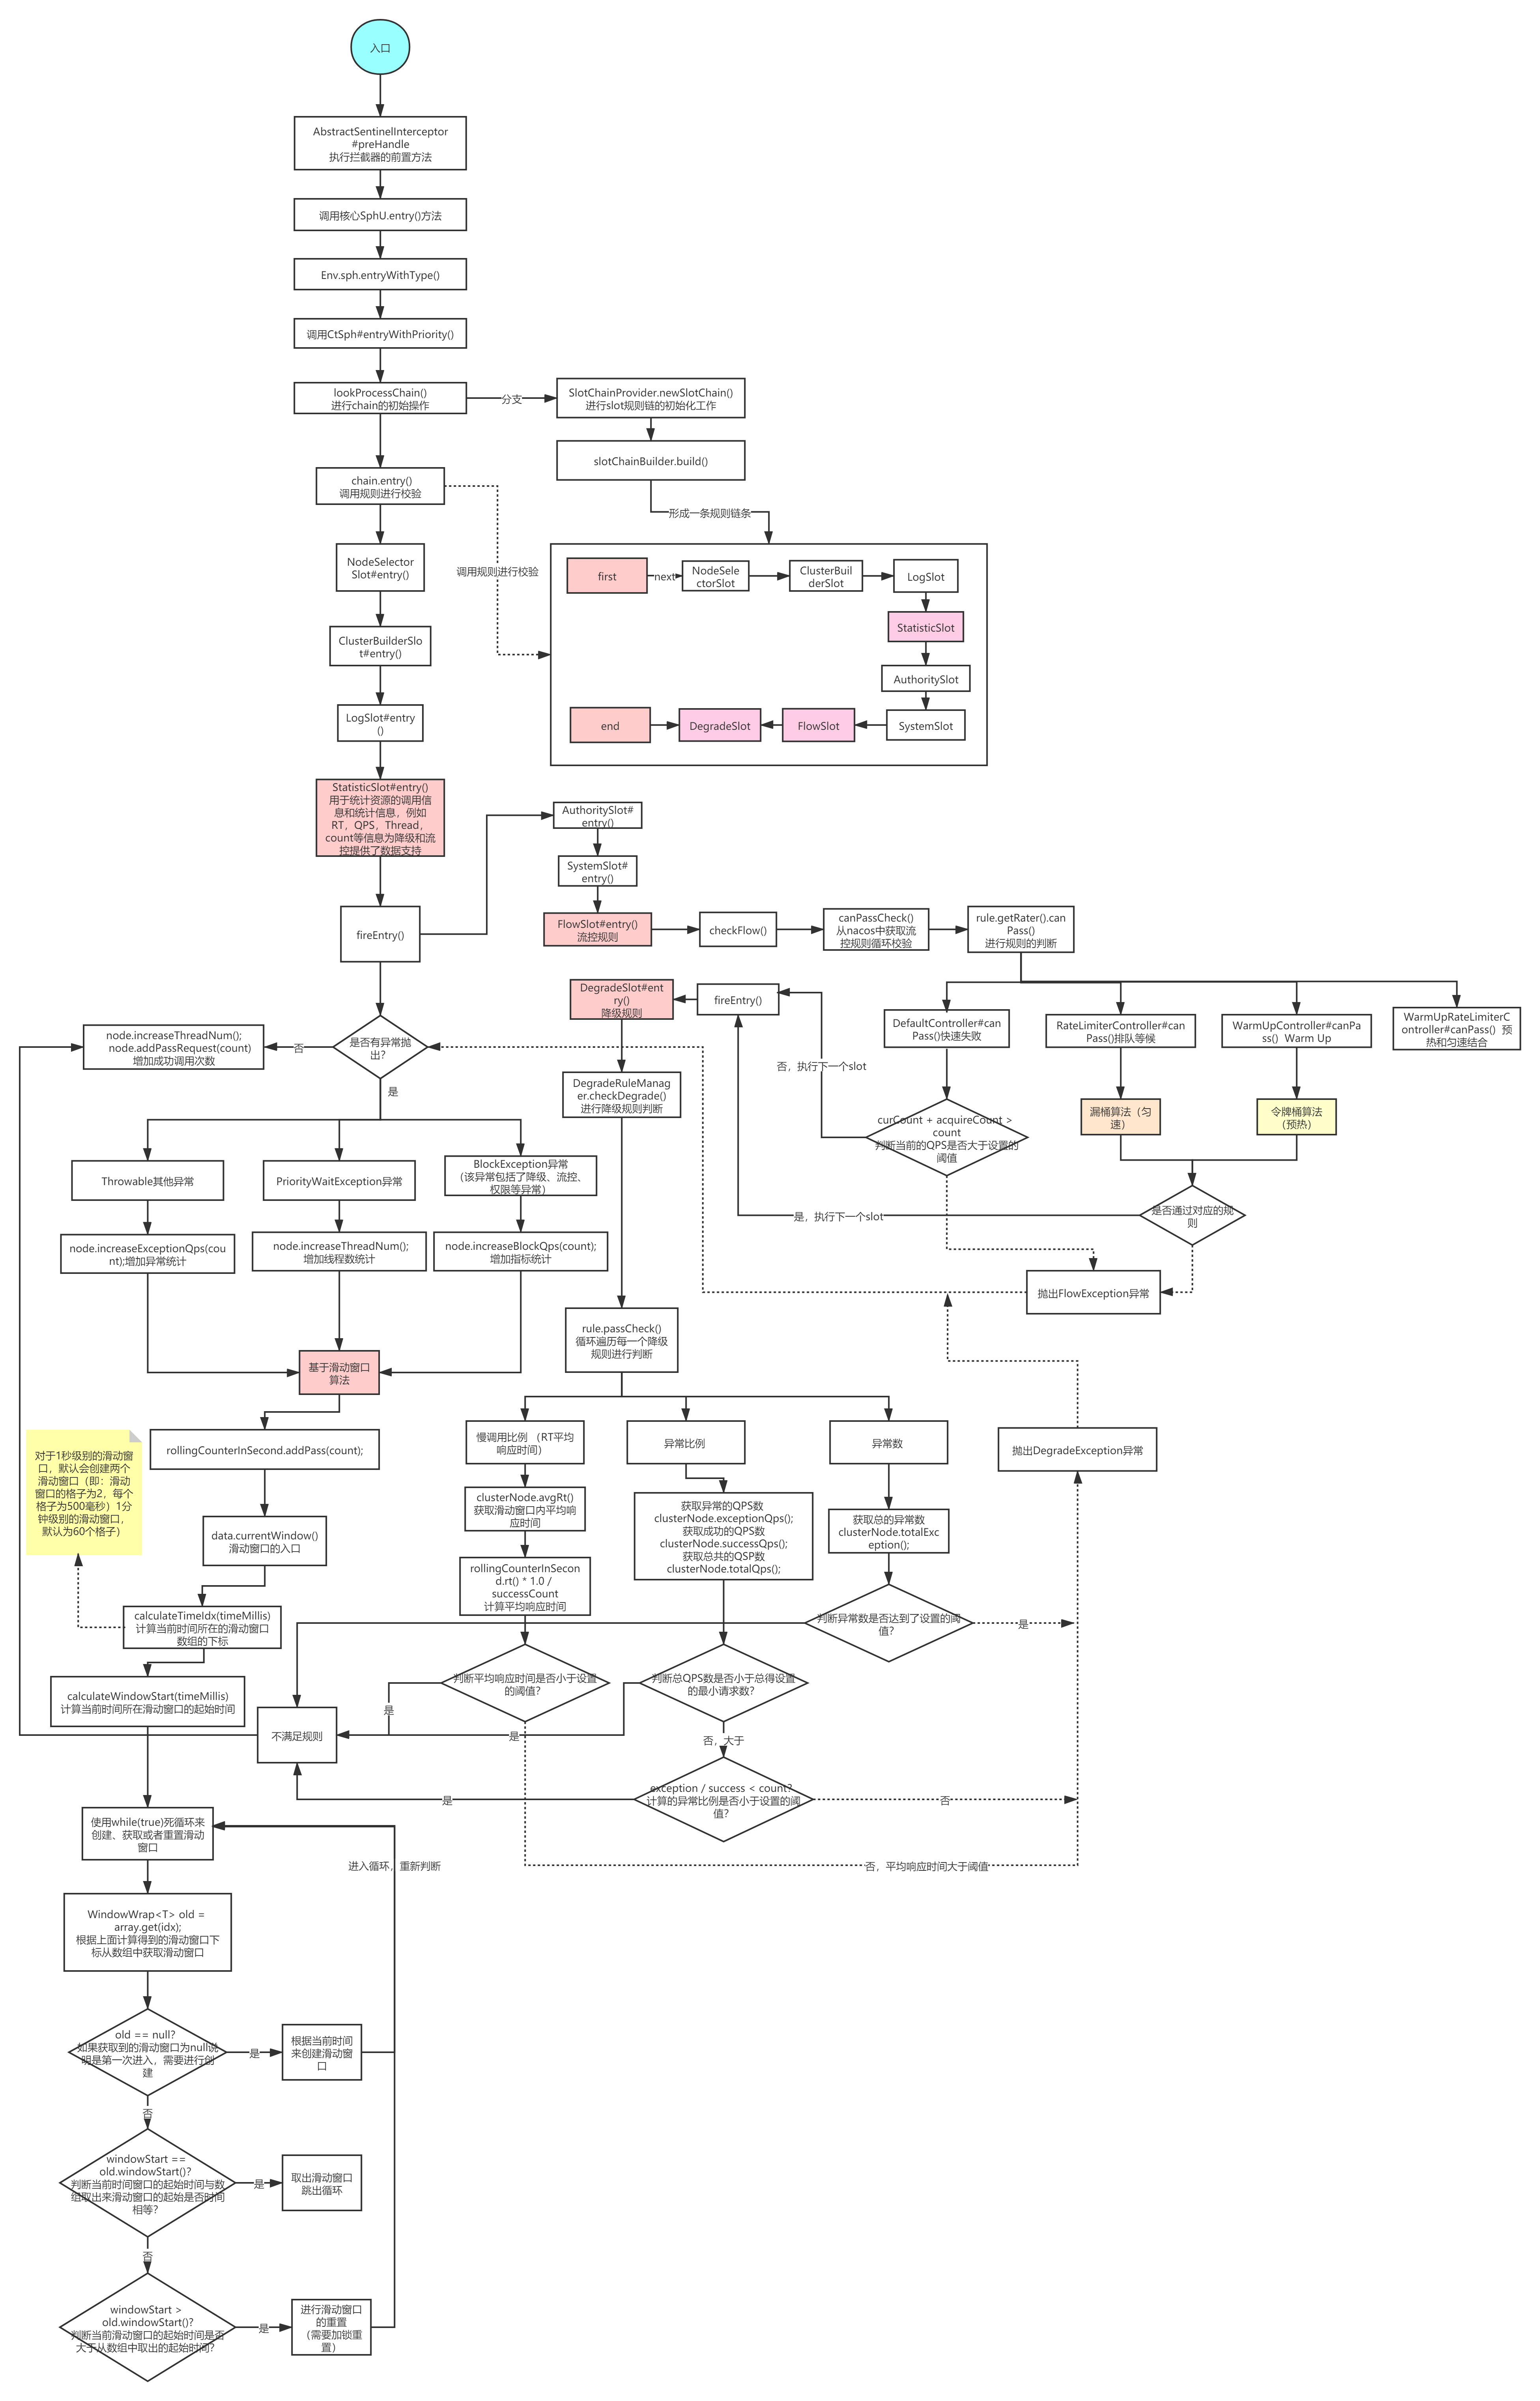 入口
AbstractSentinelInterceptor
#preHandle
执行拦截器的前置方法
调用核心SphU.entry()方法
Env.sph.entryWithType()
调用CtSph#entryWithPriority()
lookProcessChain()
进行chain的初始操作
分支
SlotChainProvider.newSlotChain()
进行slot规则链的初始化工作
slotChainBuilder.build()
形成一条规则链条
chain.entry()
调用规则进行校验
调用规则进行校验
first
next
NodeSele
ctorSlot
ClusterBuil
derSlot
LogSlot
StatisticSlot
AuthoritySlot
SystemSlot
FlowSlot
DegradeSlot
end
NodeSelector
Slot#entry()
ClusterBuilderSlo
t#entry()
LogSlot#entry
()
StatisticSlot#entry()
用于统计资源的调用信
息和统计信息，例如
RT，QPS，Thread，
count等信息为降级和流
控提供了数据支持
fireEntry()
AuthoritySlot#
entry()
SystemSlot#
entry()
FlowSlot#entry()
流控规则
checkFlow()
canPassCheck()
从nacos中获取流
控规则循环校验
rule.getRater().can
Pass()
进行规则的判断
DefaultController#can
Pass()快速失败
RateLimiterController#can
Pass()排队等候
WarmUpController#canPa
ss()  Warm Up
WarmUpRateLimiterC
ontroller#canPass()  预
热和匀速结合
漏桶算法（匀
速）
令牌桶算法
（预热）
curCount + acquireCount >
count
判断当前的QPS是否大于设置的
阈值
否，执行下一个slot
是否通过对应的规
则
是，执行下一个slot
抛出FlowException异常
fireEntry()
DegradeSlot#ent
ry()
降级规则
DegradeRuleManag
er.checkDegrade()
进行降级规则判断
是否有异常抛
出？
否
是
node.increaseThreadNum();
node.addPassRequest(count)
增加成功调用次数
Throwable其他异常
PriorityWaitException异常
BlockException异常
（该异常包括了降级、流控、
权限等异常）
node.increaseExceptionQps(cou
nt);增加异常统计
node.increaseThreadNum();
增加线程数统计
node.increaseBlockQps(count);
增加指标统计
基于滑动窗口
算法
rule.passCheck()
循环遍历每一个降级
规则进行判断
慢调用比例 （RT平均
响应时间）
异常比例
异常数
抛出DegradeException异常
clusterNode.avgRt()
获取滑动窗口内平均响
应时间
rollingCounterInSecon
d.rt() * 1.0 /
successCount
计算平均响应时间
获取异常的QPS数
clusterNode.exceptionQps();
获取成功的QPS数
clusterNode.successQps();
获取总共的QSP数
clusterNode.totalQps();
获取总的异常数
clusterNode.totalExc
eption();
判断异常数是否达到了设置的阈
值？
是
判断平均响应时间是否小于设置
的阈值？
是
判断总QPS数是否小于总得设置
的最小请求数？
是
否，大于
exception / success < count?
计算的异常比例是否小于设置的阈
值？
是
否
否，平均响应时间大于阈值
不满足规则
rollingCounterInSecond.addPass(count);
对于1秒级别的滑动窗
口，默认会创建两个
滑动窗口（即：滑动
窗口的格子为2，每个
格子为500毫秒）1分
钟级别的滑动窗口，
默认为60个格子）
data.currentWindow()
滑动窗口的入口
calculateTimeIdx(timeMillis)
计算当前时间所在的滑动窗口
数组的下标
calculateWindowStart(timeMillis)
计算当前时间所在滑动窗口的起始时间
使用while(true)死循环来
创建、获取或者重置滑动
窗口
进入循环，重新判断
WindowWrap<T> old =
array.get(idx);
根据上面计算得到的滑动窗口下
标从数组中获取滑动窗口
old == null?
如果获取到的滑动窗口为null说
明是第一次进入，需要进行创
建
是
根据当前时间
来创建滑动窗
口
否
windowStart ==
old.windowStart()?
判断当前时间窗口的起始时间与数
组取出来滑动窗口的起始是否时间
相等？
是
取出滑动窗口
跳出循环
否
windowStart >
old.windowStart()?
判断当前滑动窗口的起始时间是否
大于从数组中取出的起始时间？
是
进行滑动窗口
的重置
（需要加锁重
置）